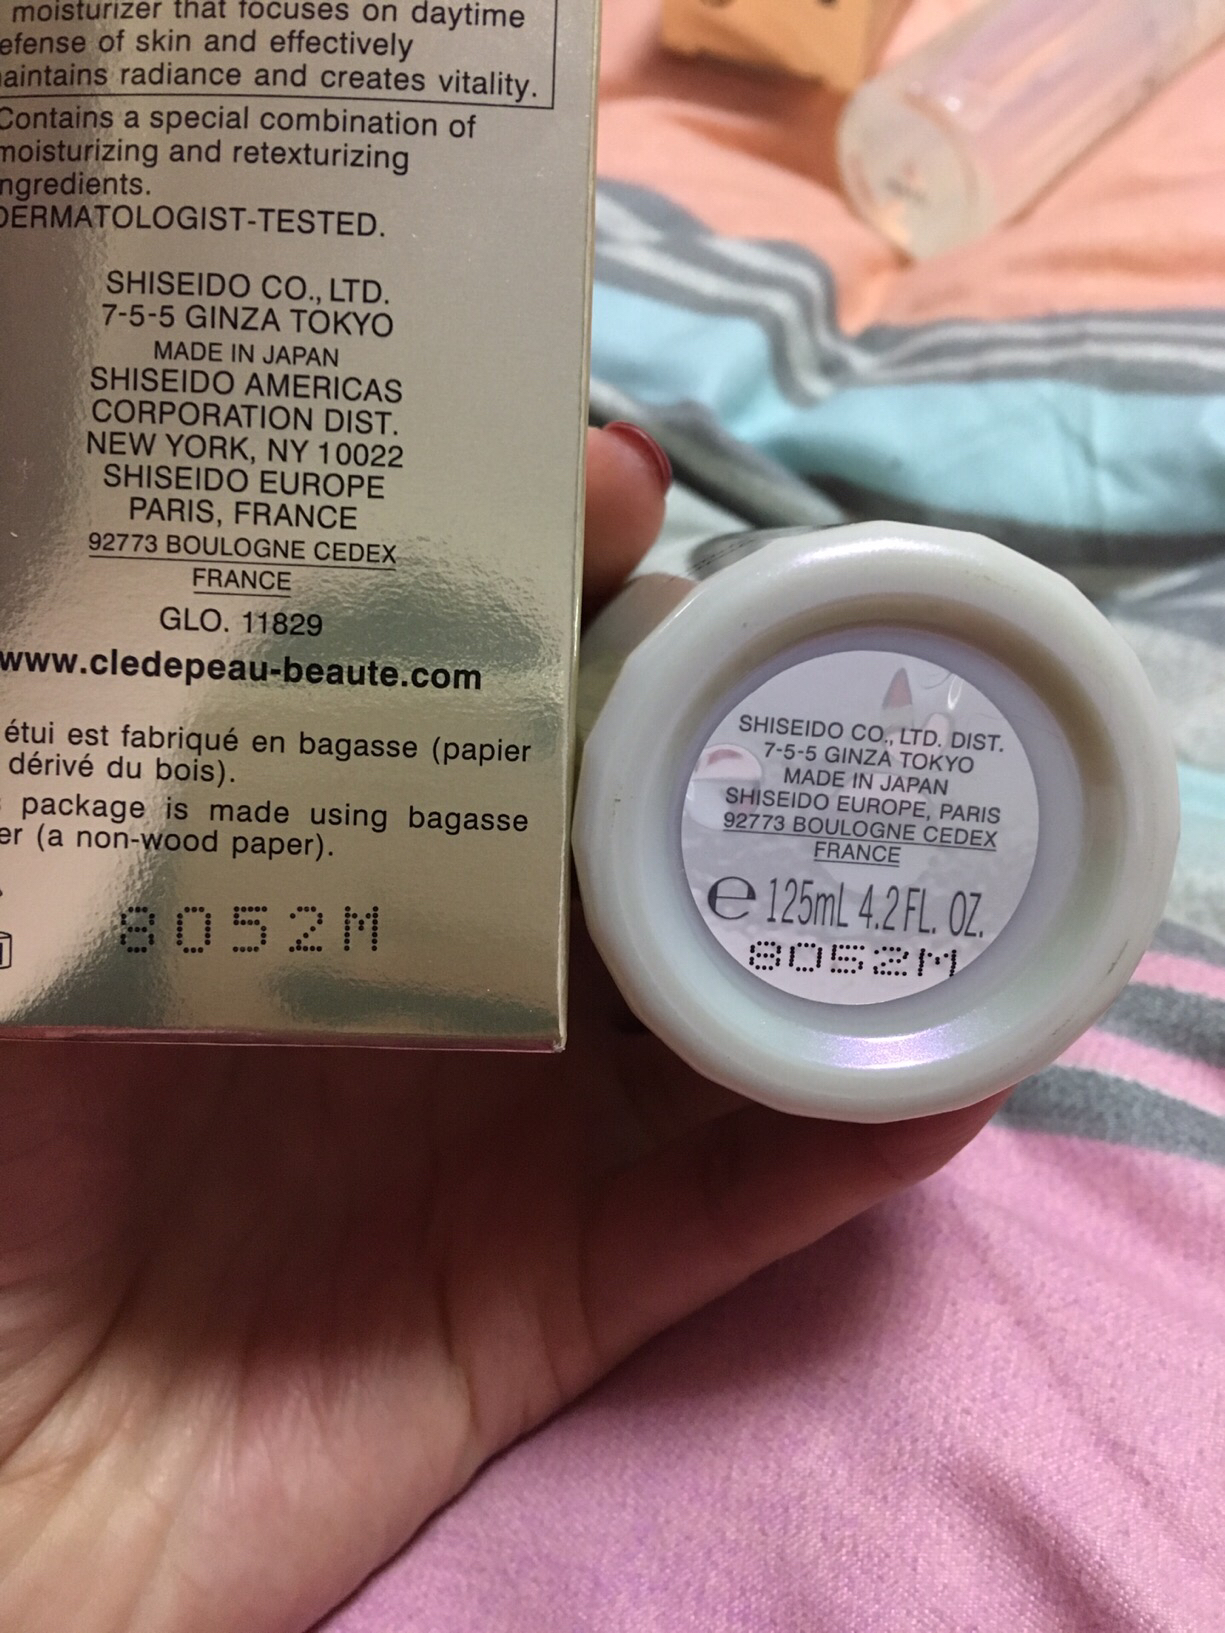 moisturizer that focuses on daytime
efense of skin and effectively
aintains radiance and creates vitality.
Contains a special combination of
moisturizing and retexturizing
ngredients.
DERMATOLOGIST-TESTED.
SHISEIDO CO., LTD.
7-5-5 GINZA TOKYO
MADE IN JAPAN
SHISEIDO AMERICAS
CORPORATION DIST.
NEW YORK, NY 10022
SHISEIDO EUROPE
PARIS, FRANCE
92773 BOULOGNE CEDEX
FRANCE
GLO. 11829
www.cledepeau-beaute.com
étui est fabriqué en bagasse (papier
dérivé du bois).
package is made using bagasse
er (a non-wood paper).
8052M
SHISEIDO CO., LTD. DIST.
7-5-5 GINZA TOKYO
MADE IN JAPAN
SHISEIDO EUROPE, PARIS
92773 BOULOGNE CEDEX
FRANCE
e 125mL 4.2 FL. OZ.
8052M